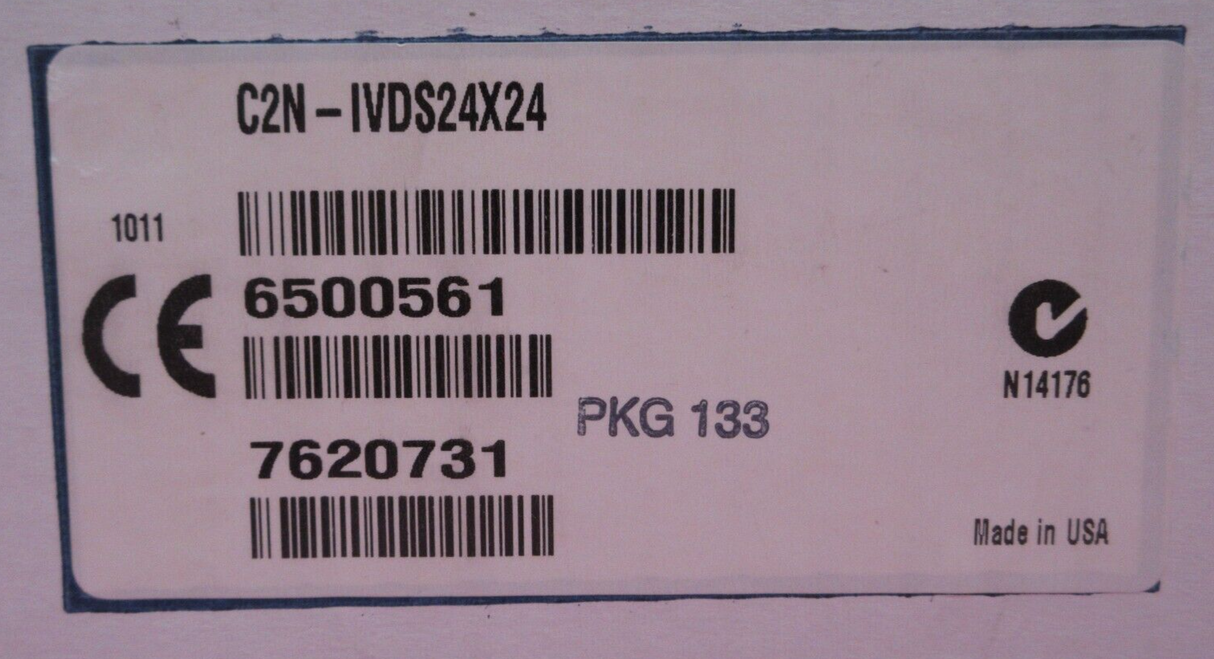 C2N-IVDS24X24
1011
CE
6500561
N14176
PKG 133
7620731
Made in USA